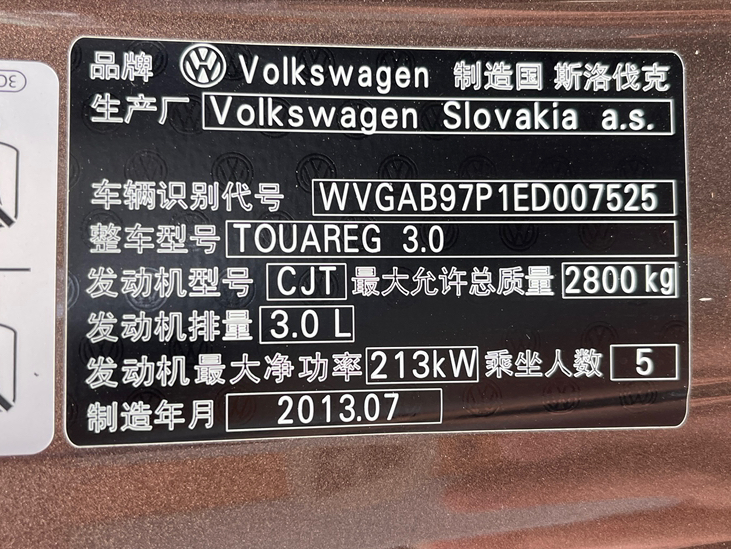 品牌 Volkswagen 制造国 斯洛伐克
生产厂 Volkswagen Slovakia a.s.
车辆识别代号 WVGAB97P1ED007525
整车型号 TOUAREG 3.0
发动机型号 CJT 最大允许总质量 2800 kg
发动机排量 3.0 L
发动机最大净功率 213kW 乘坐人数 5
制造年月 2013.07